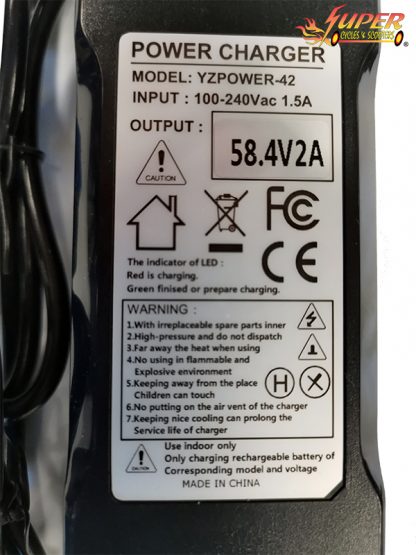 SUPER
CYCLES & SCOOTERS
POWER CHARGER
MODEL: YZPOWER-42
INPUT : 100-240Vac 1.5A
OUTPUT :
58.4V2A
CAUTION
FC
CE
The indicator of LED :
Red is charging.
Green finised or prepare charging.
WARNING :
1.With irreplaceable spare parts inner
2.High-pressure and do not dispatch
3.Far away the heat when using
4.No using in flammable and
Explosive environment
5.Keeping away from the place
Children can touch
6.No putting on the air vent of the charger
7.Keeping nice cooling can prolong the
Service life of charger
H
CAUTION
Use indoor only
Only charging rechargeable battery of
Corresponding model and voltage
MADE IN CHINA